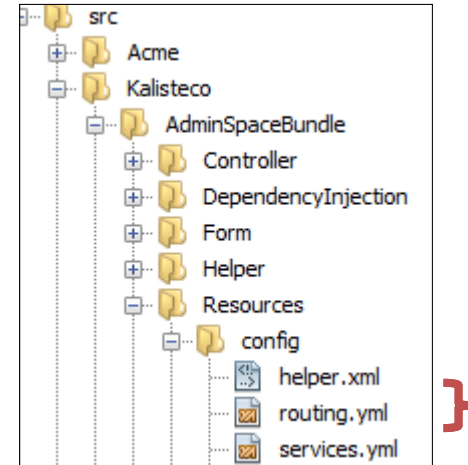 src
Acme
Kalisteco
AdminSpaceBundle
Controller
DependencyInjection
Form
Helper
Resources
config
helper.xml
routing.yml
services.yml